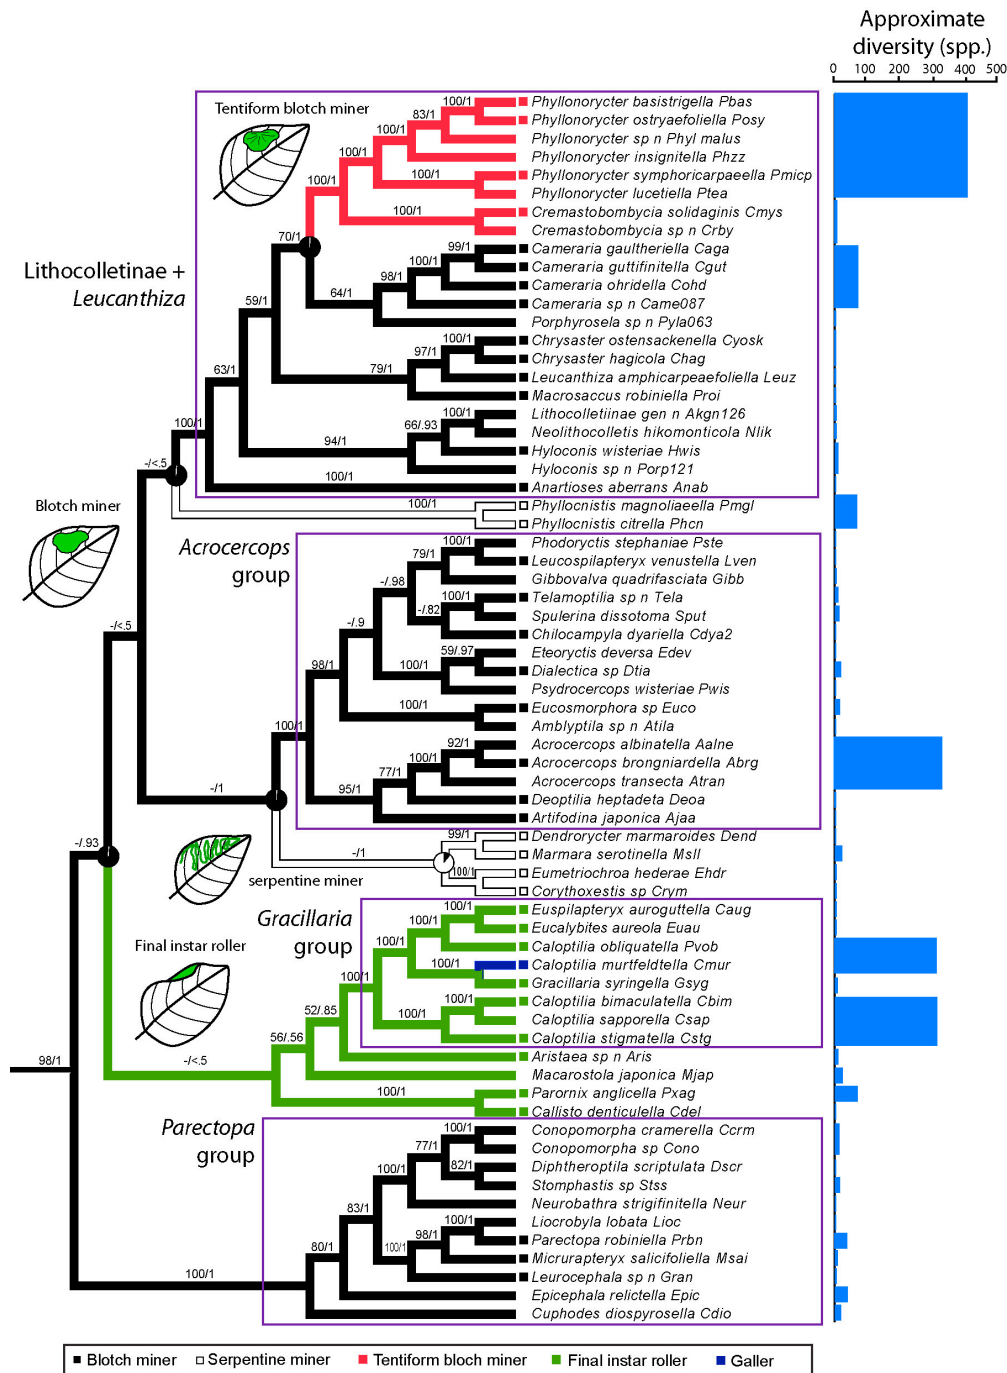 Approximate
diversity (spp.)
0 100 200 300 400 500
Tentiform blotch miner
Lithocolletinae +
Leucanthiza
Blotch miner
Acrocercops
group
serpentine miner
Gracillaria
group
Final instar roller
Parectopa
group
100/1 Phyllonorycter basistrigella Pbas
83/1 Phyllonorycter ostryaefoliella Posy
100/1 Phyllonorycter sp n Phyl malus
100/1 Phyllonorycter insignitella Phzz
100/1 Phyllonorycter symphoricarpaeella Pmicp
Phyllonorycter lucetiella Ptea
100/1 Cremastobombycia solidaginis Cmys
Cremastobombycia sp n Crby
70/1 99/1 Cameraria gaultheriella Caga
100/1 Cameraria guttifinitella Cgut
98/1 Cameraria ohridella Cohd
64/1 Cameraria sp n Came087
59/1 Porphyrosela sp n Pyla063
100/1 Chrysaster ostensackenella Cyosk
97/1 Chrysaster hagicola Chag
63/1 79/1 Leucanthiza amphicarpeaefoliella Leuz
Macrosaccus robiniella Proi
100/1 Lithocolletiinae gen n Akgn126
100/1 66/.93 Neolithocolletis hikomonticola Nlik
94/1 Hyloconis wisteriae Hwis
-/<.5 Hyloconis sp n Porp121
100/1 Anartioses aberrans Anab
100/1 Phyllocnistis magnoliaeella Pmgl
Phyllocnistis citrella Phcn
100/1 Phodoryctis stephaniae Pste
79/1 Leucospilapteryx venustella Lven
-/.98 Gibbovalva quadrifasciata Gibb
100/1 Telamoptilia sp n Tela
-/.82 Spulerina dissotoma Sput
-/<.5 -/.9 Chilocampyla dyariella Cdya2
59/.97 Eteoryctis deversa Edev
98/1 100/1 Dialectica sp Dtia
Psydrocercops wisteriae Pwis
100/1 Eucosmorphora sp Euco
100/1 Amblyptila sp n Atila
92/1 Acrocercops albinatella Aalne
100/1 Acrocercops brongniardella Abrg
77/1 Acrocercops transecta Atran
-/1 95/1 Deoptilia heptadeta Deoa
Artifodina japonica Ajaa
-/.93 99/1 Dendrorycter marmaroides Dend
-/1 Marmara serotinella Msll
100/1 Eumetriochroa hederae Ehdr
Corythoxestis sp Crym
100/1 Euspilapteryx auroguttella Caug
100/1 Eucalybites aureola Euau
100/1 Caloptilia obliquatella Pvob
100/1 Caloptilia murtfeldtella Cmur
100/1 Gracillaria syringella Gsyg
100/1 Caloptilia bimaculatella Cbim
52/.85 100/1 Caloptilia sapporella Csap
56/.56 Caloptilia stigmatella Cstg
98/1 -/<.5 Aristaea sp n Aris
Macarostola japonica Mjap
100/1 Parornix anglicella Pxag
Callisto denticulella Cdel
100/1 Conopomorpha cramerella Ccrm
77/1 Conopomorpha sp Cono
100/1 82/1 Diphtheroptila scriptulata Dscr
Stomphastis sp Stss
83/1 Neurobathra strigifinitella Neur
100/1 Liocrobyla lobata Lioc
98/1 Parectopa robiniella Prbn
80/1 100/1 Micrurapteryx salicifoliella Msai
100/1 Leurocephala sp n Gran
Epicephala relictella Epic
Cuphodes diospyrosella Cdio
Blotch miner Serpentine miner Tentiform bloch miner Final instar roller Galler